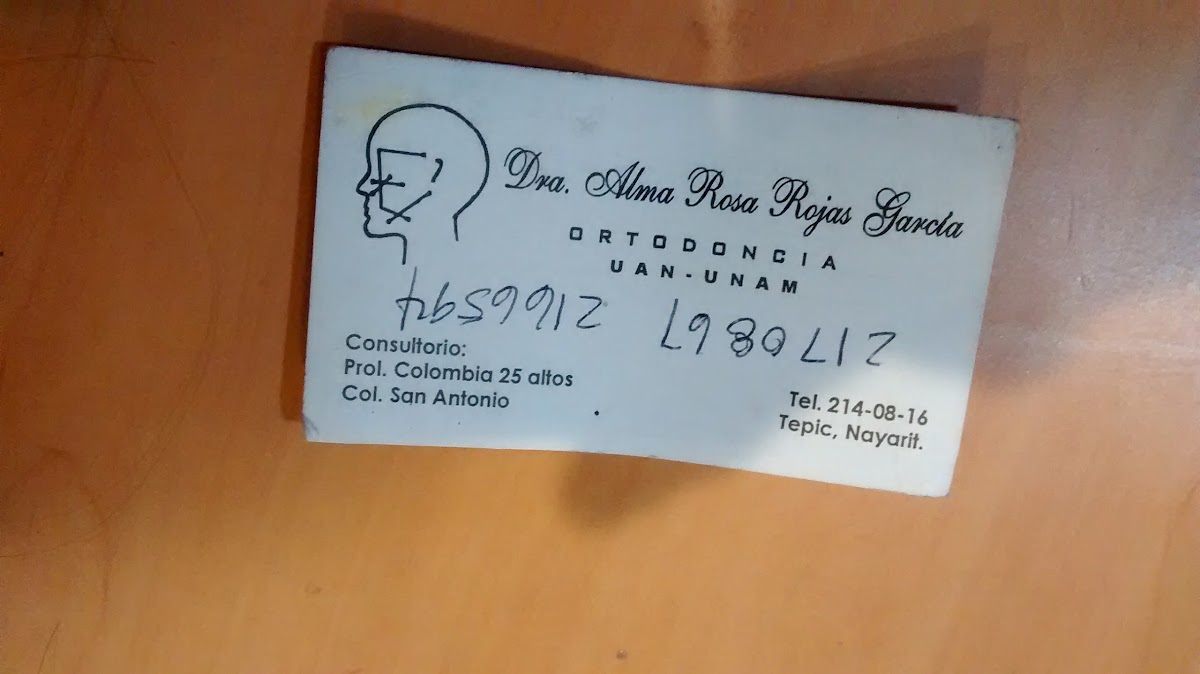 Dra. Alma Rosa Rojas García
ORTODONCIA
UAN-UNAM
2170867 2166594
Consultorio:
Prol. Colombia 25 altos
Col. San Antonio
Tel. 214-08-16
Tepic, Nayarit.